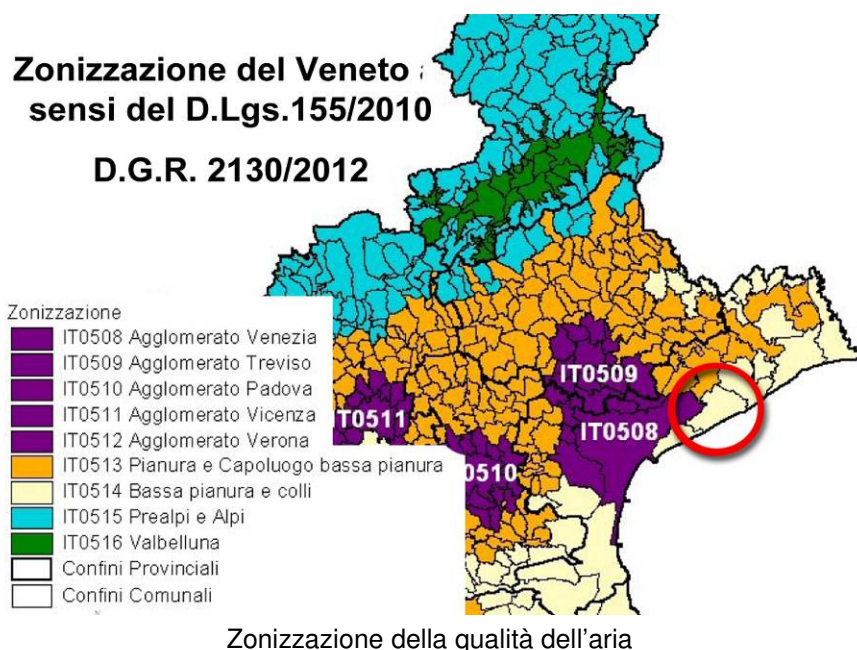 Zonizzazione del Veneto
sensi del D.Lgs.155/2010
D.G.R. 2130/2012
Zonizzazione
IT0508 Agglomerato Venezia
IT0509 Agglomerato Treviso
IT0510 Agglomerato Padova
IT0511 Agglomerato Vicenza
IT0512 Agglomerato Verona
IT0513 Pianura e Capoluogo bassa pianura
IT0514 Bassa pianura e colli
IT0515 Prealpi e Alpi
IT0516 Valbelluna
Confini Provinciali
Confini Comunali
IT0509
IT0511
IT0508
0510
Zonizzazione della qualità dell'aria